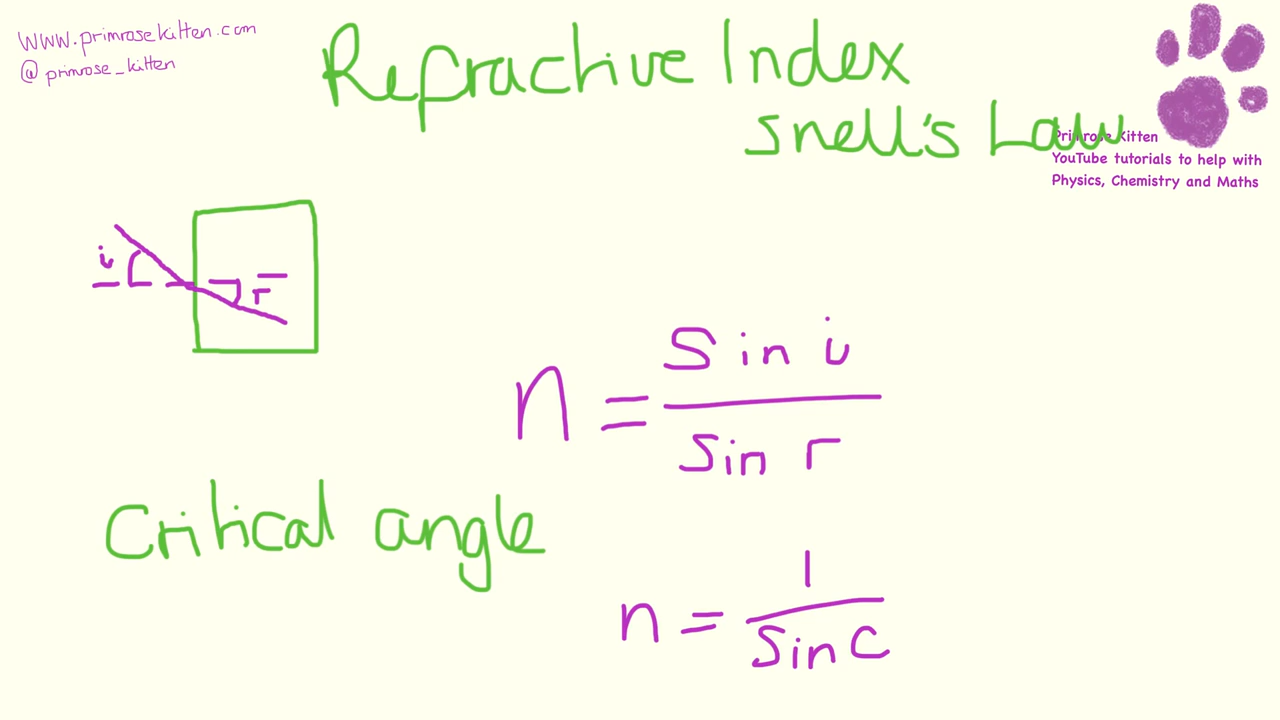 www.primrosekitten.com
@primrose_kitten
Refractive Index
Snell's Law
Primrose Kitten
YouTube tutorials to help with
Physics, Chemistry and Maths
i
r
n = sin i / sin r
Critical angle
n = 1 / sin c